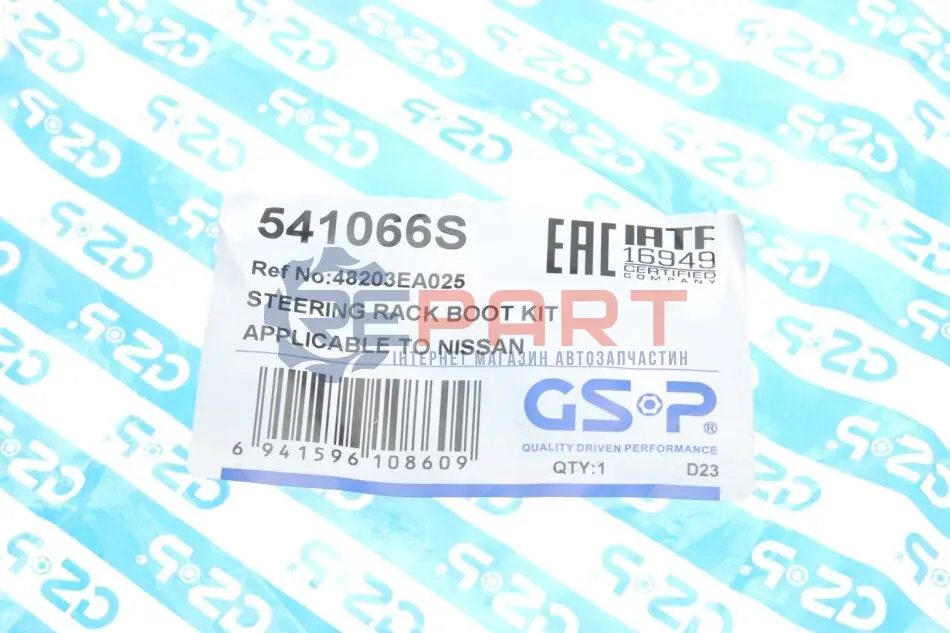 541066S
EAC
IATF
16949
CERTIFIED
COMPANY
Ref No:48203EA025
STEERING RACK BOOT KIT
APPLICABLE TO NISSAN
EPART
ІНТЕРНЕТ МАГАЗИН АВТОЗАПЧАСТИН
6 941596 108609
GSP®
QUALITY DRIVEN PERFORMANCE
QTY:1 D23